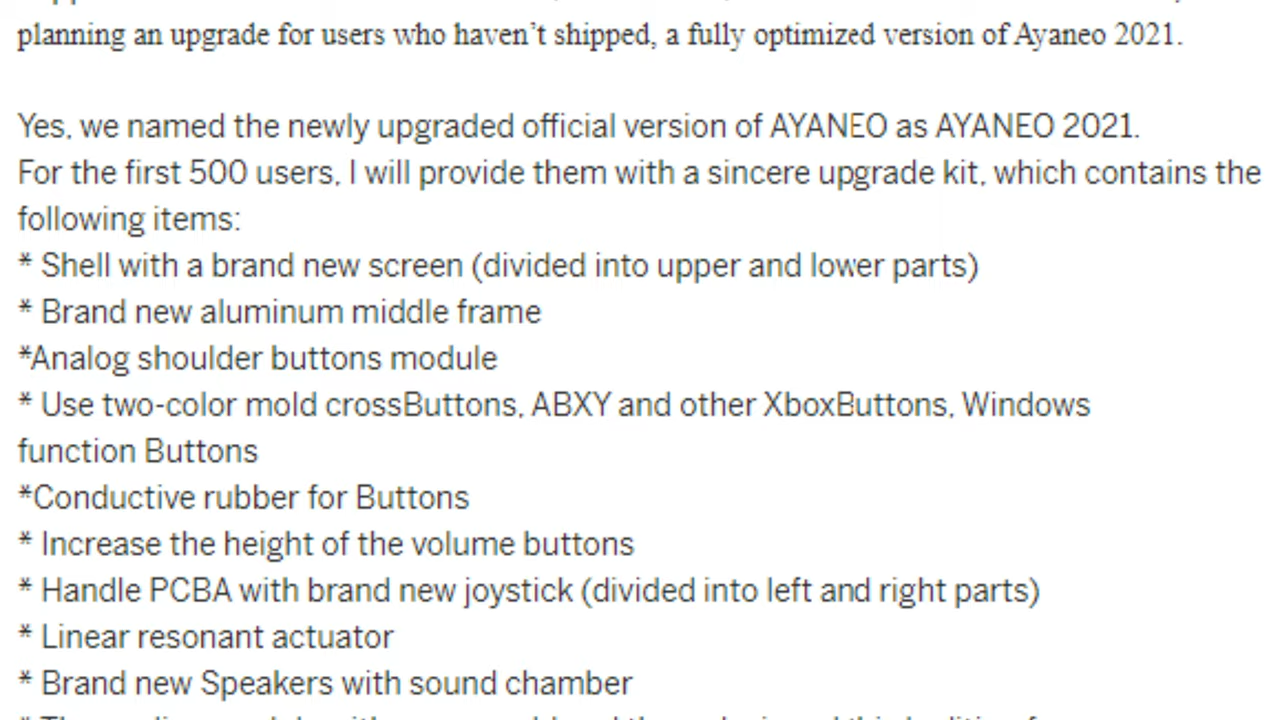 planning an upgrade for users who haven’t shipped, a fully optimized version of Ayaneo 2021.
Yes, we named the newly upgraded official version of AYANEO as AYANEO 2021.
For the first 500 users, I will provide them with a sincere upgrade kit, which contains the
following items:
* Shell with a brand new screen (divided into upper and lower parts)
* Brand new aluminum middle frame
*Analog shoulder buttons module
* Use two-color mold crossButtons, ABXY and other XboxButtons, Windows
function Buttons
*Conductive rubber for Buttons
* Increase the height of the volume buttons
* Handle PCBA with brand new joystick (divided into left and right parts)
* Linear resonant actuator
* Brand new Speakers with sound chamber